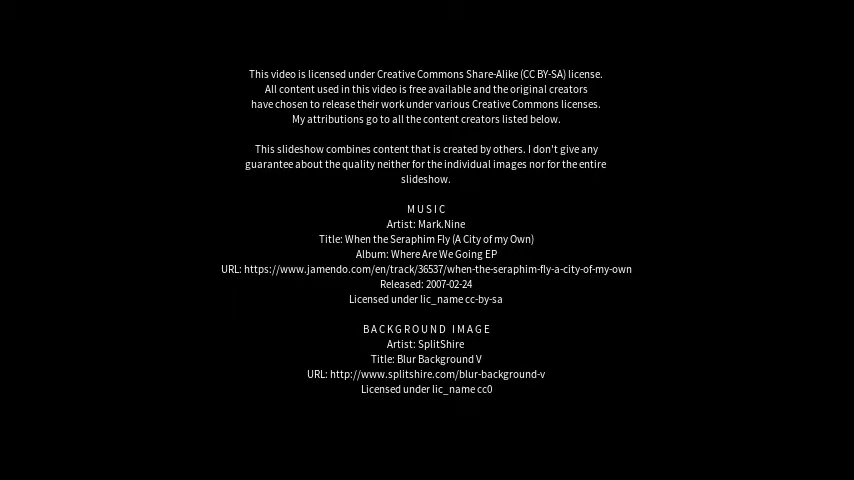 This video is licensed under Creative Commons Share-Alike (CC BY-SA) license.
All content used in this video is free available and the original creators
have chosen to release their work under various Creative Commons licenses.
My attributions go to all the content creators listed below.
This slideshow combines content that is created by others. I don't give any
guarantee about the quality neither for the individual images nor for the entire
slideshow.
MUSIC
Artist: Mark.Nine
Title: When the Seraphim Fly (A City of my Own)
Album: Where Are We Going EP
URL: https://www.jamendo.com/en/track/36537/when-the-seraphim-fly-a-city-of-my-own
Released: 2007-02-24
Licensed under lic_name cc-by-sa
BACKGROUND IMAGE
Artist: SplitShire
Title: Blur Background V
URL: http://www.splitshire.com/blur-background-v
Licensed under lic_name cc0